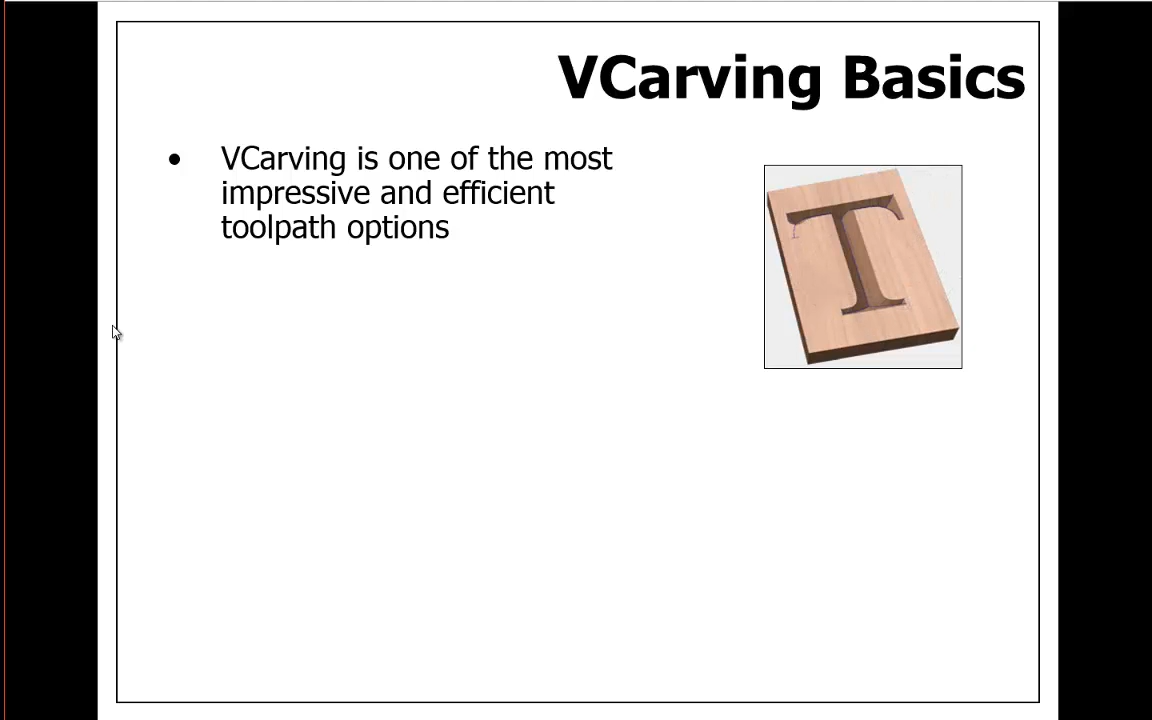 VCarving Basics
• VCarving is one of the most
impressive and efficient
toolpath options
T